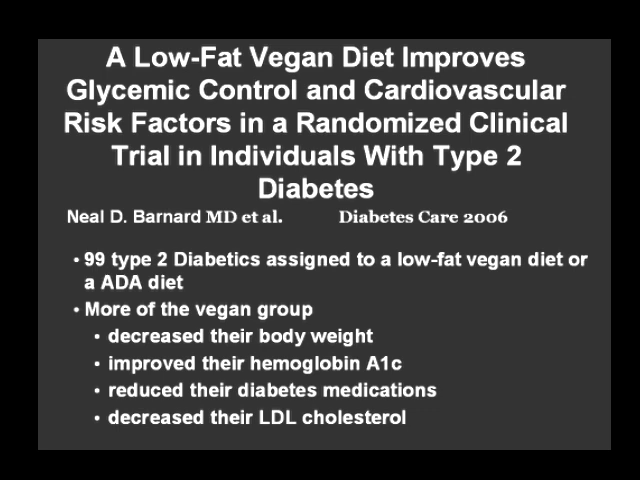 A Low-Fat Vegan Diet Improves
Glycemic Control and Cardiovascular
Risk Factors in a Randomized Clinical
Trial in Individuals With Type 2
Diabetes
Neal D. Barnard MD et al. Diabetes Care 2006
• 99 type 2 Diabetics assigned to a low-fat vegan diet or
a ADA diet
• More of the vegan group
• decreased their body weight
• improved their hemoglobin A1c
• reduced their diabetes medications
• decreased their LDL cholesterol